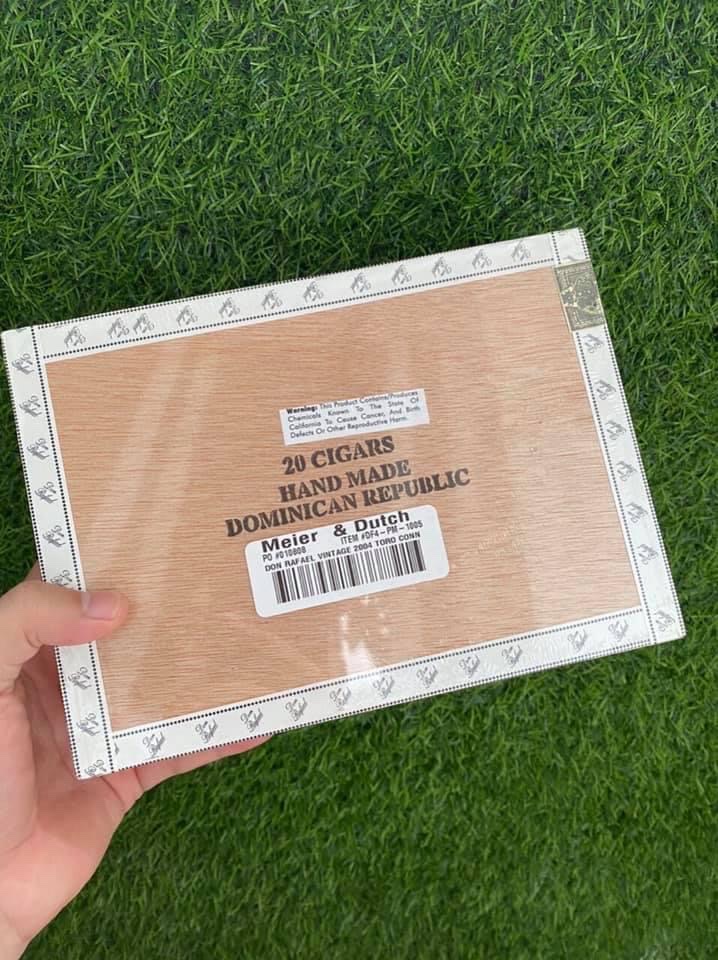 Warning: This Product Contains/Produces
Chemicals Known To The State Of
California To Cause Cancer, And Birth
Defects Or Other Reproductive Harm.
20 CIGARS
HAND MADE
DOMINICAN REPUBLIC
Meier & Dutch
PO #010808 ITEM #DF4-PM-1005
DON RAFAEL VINTAGE 2004 TORO CONN